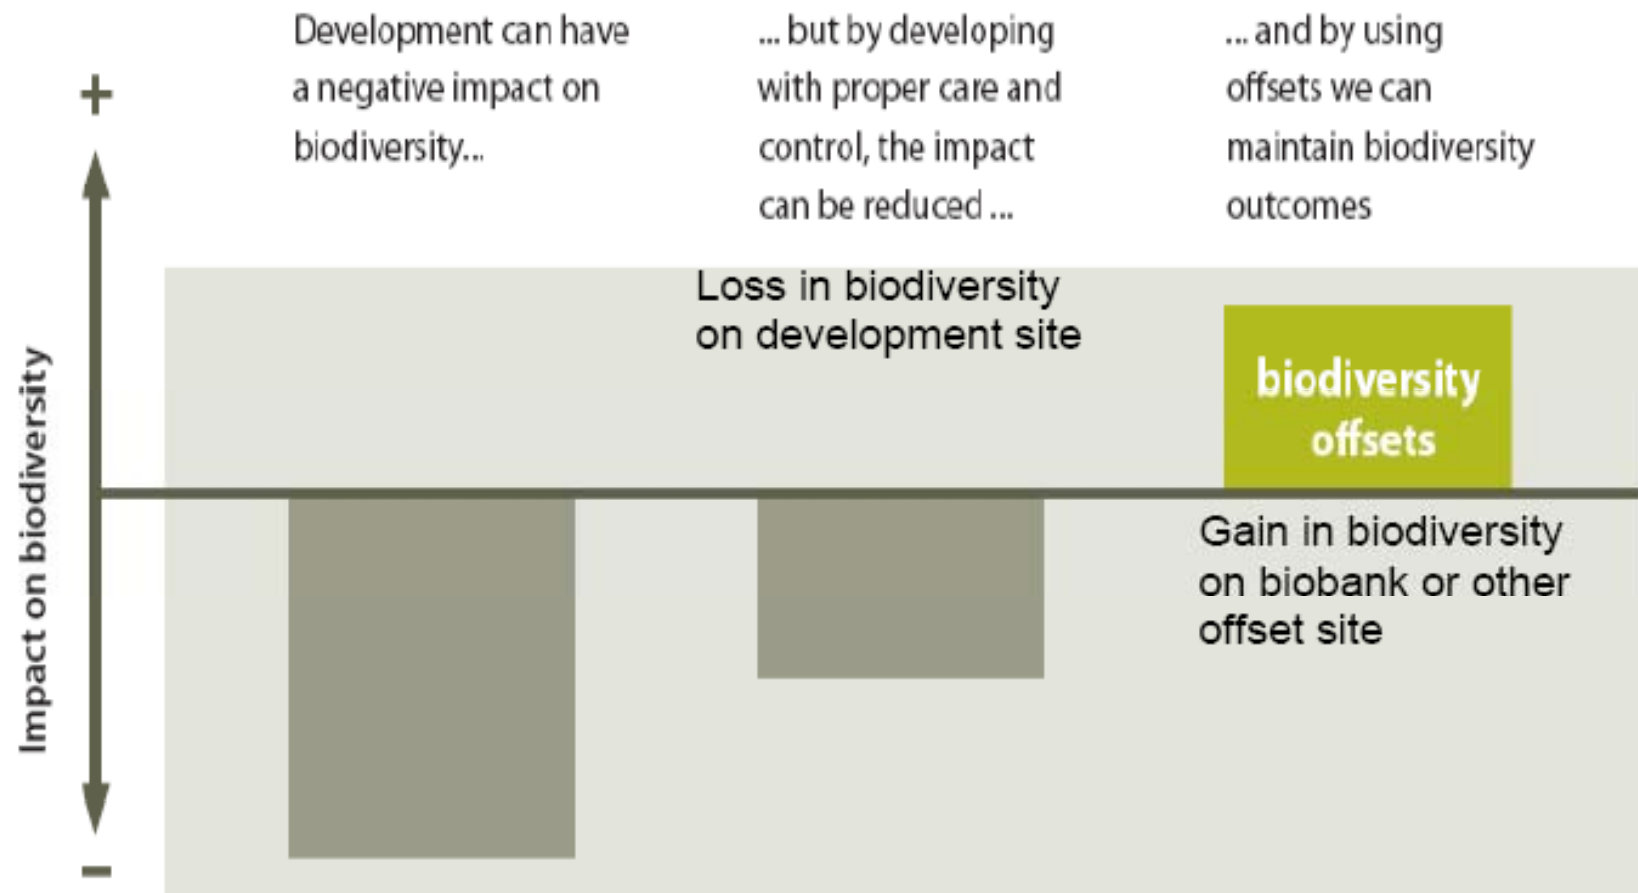 Development can have
a negative impact on
biodiversity...
... but by developing
with proper care and
control, the impact
can be reduced ...
... and by using
offsets we can
maintain biodiversity
outcomes
+
Impact on biodiversity
–
Loss in biodiversity
on development site
biodiversity
offsets
Gain in biodiversity
on biobank or other
offset site